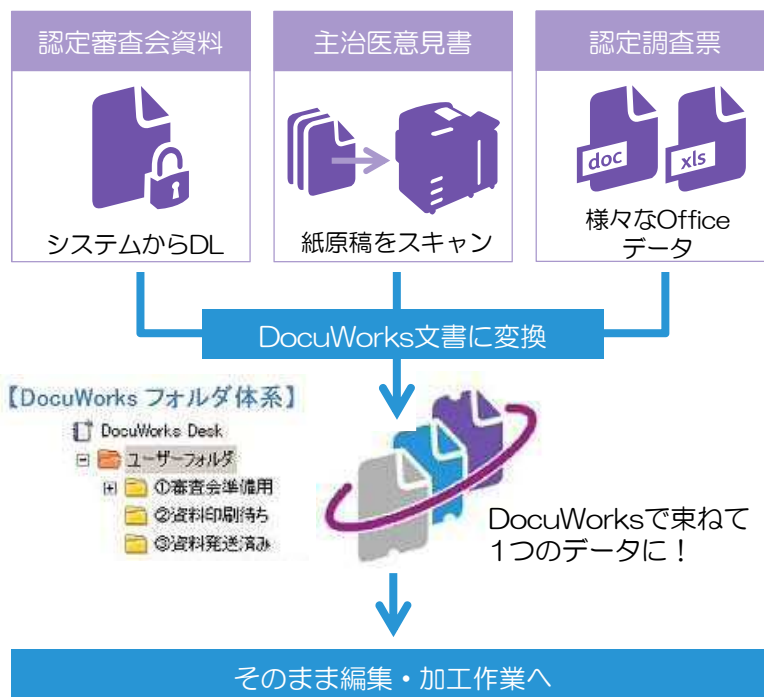 認定審査会資料
主治医意見書
認定調査票
doc
xls
システムからDL
紙原稿をスキャン
様々なOffice
データ
DocuWorks文書に変換
【DocuWorks フォルダ体系】
DocuWorks Desk
ユーザーフォルダ
①審査会準備用
②資料印刷待ち
③資料発送済み
DocuWorksで束ねて
1つのデータに！
そのまま編集・加工作業へ